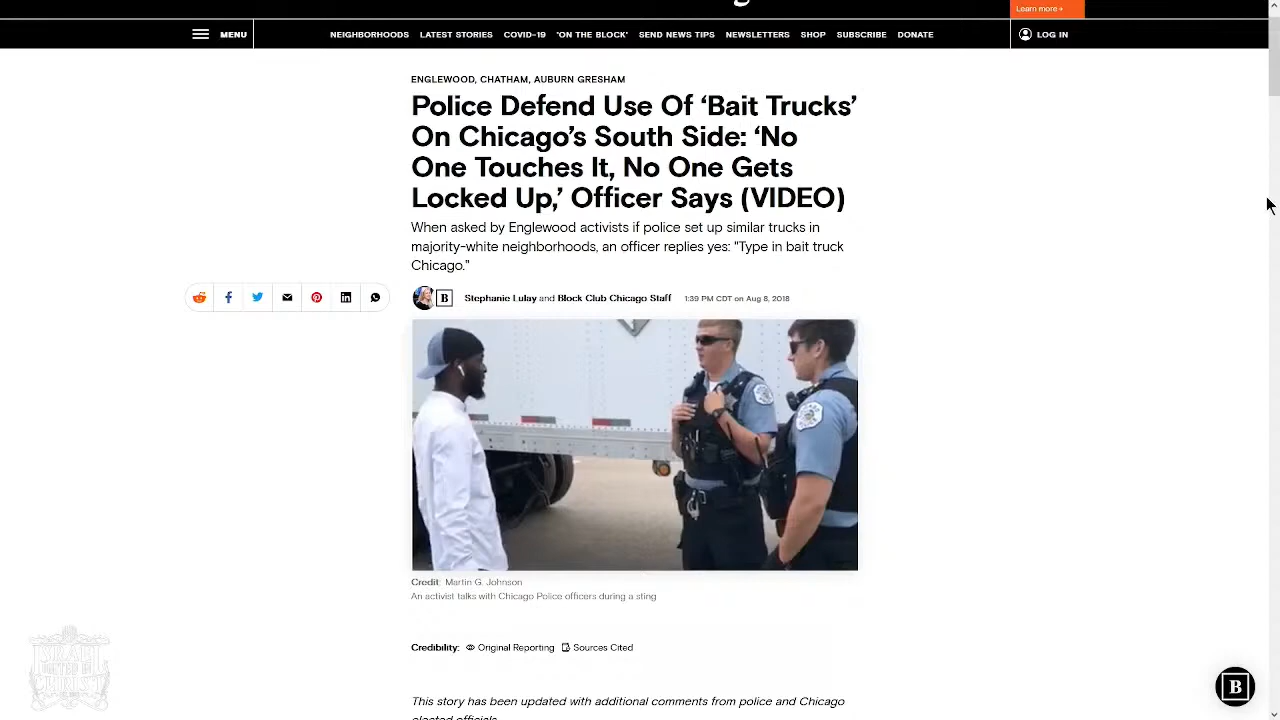 Learn more →
MENU
NEIGHBORHOODS LATEST STORIES COVID-19 'ON THE BLOCK' SEND NEWS TIPS NEWSLETTERS SHOP SUBSCRIBE DONATE
LOG IN
ENGLEWOOD, CHATHAM, AUBURN GRESHAM
Police Defend Use Of ‘Bait Trucks’
On Chicago’s South Side: ‘No
One Touches It, No One Gets
Locked Up,’ Officer Says (VIDEO)
When asked by Englewood activists if police set up similar trucks in
majority-white neighborhoods, an officer replies yes: "Type in bait truck
Chicago."
B Stephanie Lulay and Block Club Chicago Staff 1:39 PM CDT on Aug 8, 2018
Credit: Martin G. Johnson
An activist talks with Chicago Police officers during a sting
Credibility: Original Reporting Sources Cited
This story has been updated with additional comments from police and Chicago
elected officials.
ISRAEL
UNITED IN
CHRIST
B